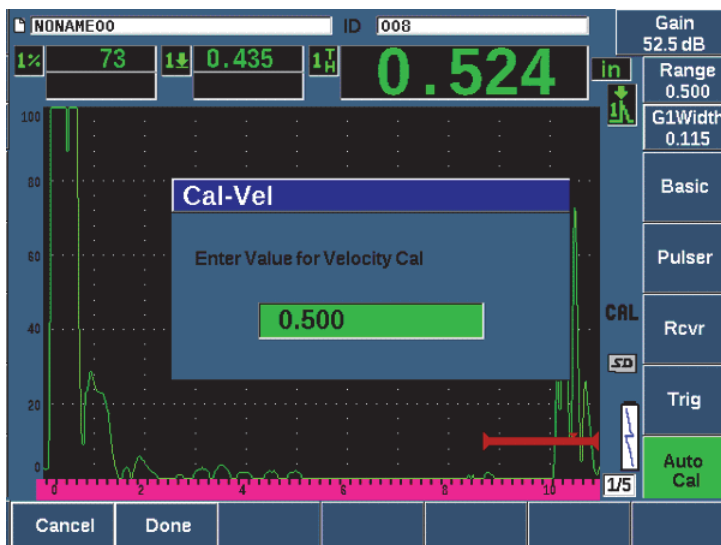 NONAME00 ID 008
Gain
52.5 dB
1% 73 1 0.435 1TH 0.524 in
Range
0.500
1
G1Width
0.115
100
80
60
40
20
0
Cal-Vel
Enter Value for Velocity Cal
0.500
Basic
Pulser
CAL
Rcvr
SD
Trig
Auto
Cal
1/5
0 2 4 6 8 10
Cancel Done